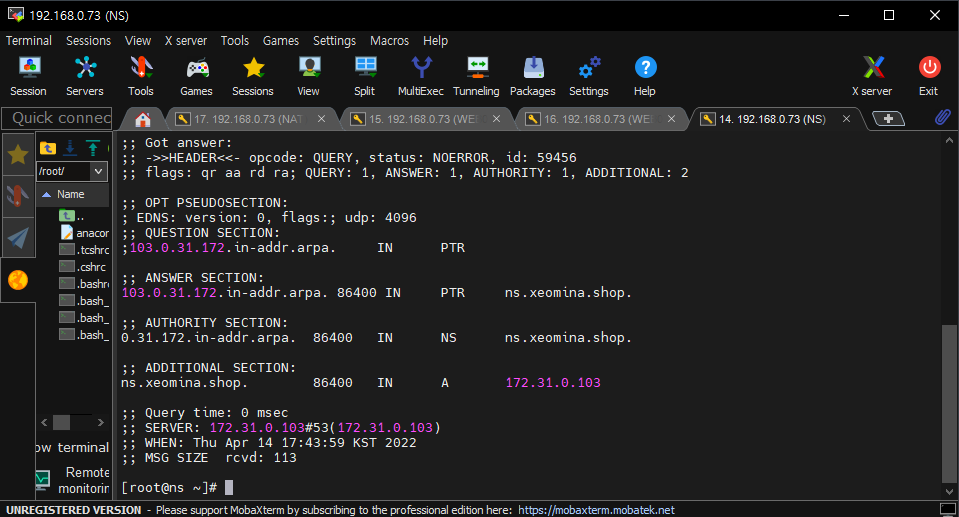 192.168.0.73 (NS)
Terminal Sessions View X server Tools Games Settings Macros Help
Session Servers Tools Games Sessions View Split MultiExec Tunneling Packages Settings Help X server Exit
Quick connec
17. 192.168.0.73 (NAT
15. 192.168.0.73 (WEB
16. 192.168.0.73 (WEB
14. 192.168.0.73 (NS)
/root/
Name
..
anacon
.tcshrc
.cshrc
.bashrc
.bash_
.bash_
.bash_
ow terminal
Remote
monitorin
;; Got answer:
;; ->>HEADER<<- opcode: QUERY, status: NOERROR, id: 59456
;; flags: qr aa rd ra; QUERY: 1, ANSWER: 1, AUTHORITY: 1, ADDITIONAL: 2
;; OPT PSEUDOSECTION:
; EDNS: version: 0, flags:; udp: 4096
;; QUESTION SECTION:
;103.0.31.172.in-addr.arpa. IN PTR
;; ANSWER SECTION:
103.0.31.172.in-addr.arpa. 86400 IN PTR ns.xeomina.shop.
;; AUTHORITY SECTION:
0.31.172.in-addr.arpa. 86400 IN NS ns.xeomina.shop.
;; ADDITIONAL SECTION:
ns.xeomina.shop. 86400 IN A 172.31.0.103
;; Query time: 0 msec
;; SERVER: 172.31.0.103#53(172.31.0.103)
;; WHEN: Thu Apr 14 17:43:59 KST 2022
;; MSG SIZE rcvd: 113
[root@ns ~]#
UNREGISTERED VERSION - Please support MobaXterm by subscribing to the professional edition here: https://mobaxterm.mobatek.net